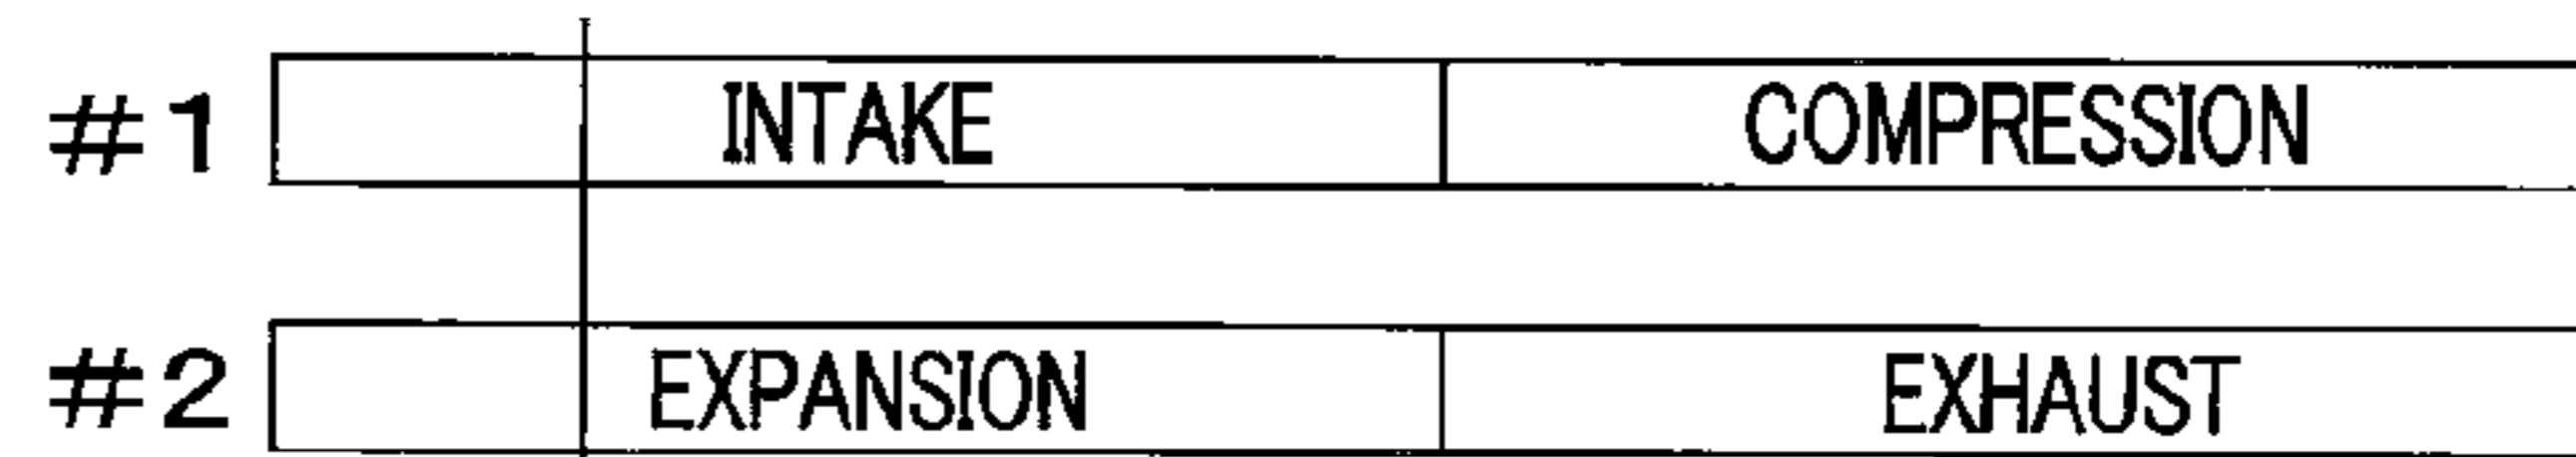 #1 INTAKE COMPRESSION
#2 EXPANSION EXHAUST